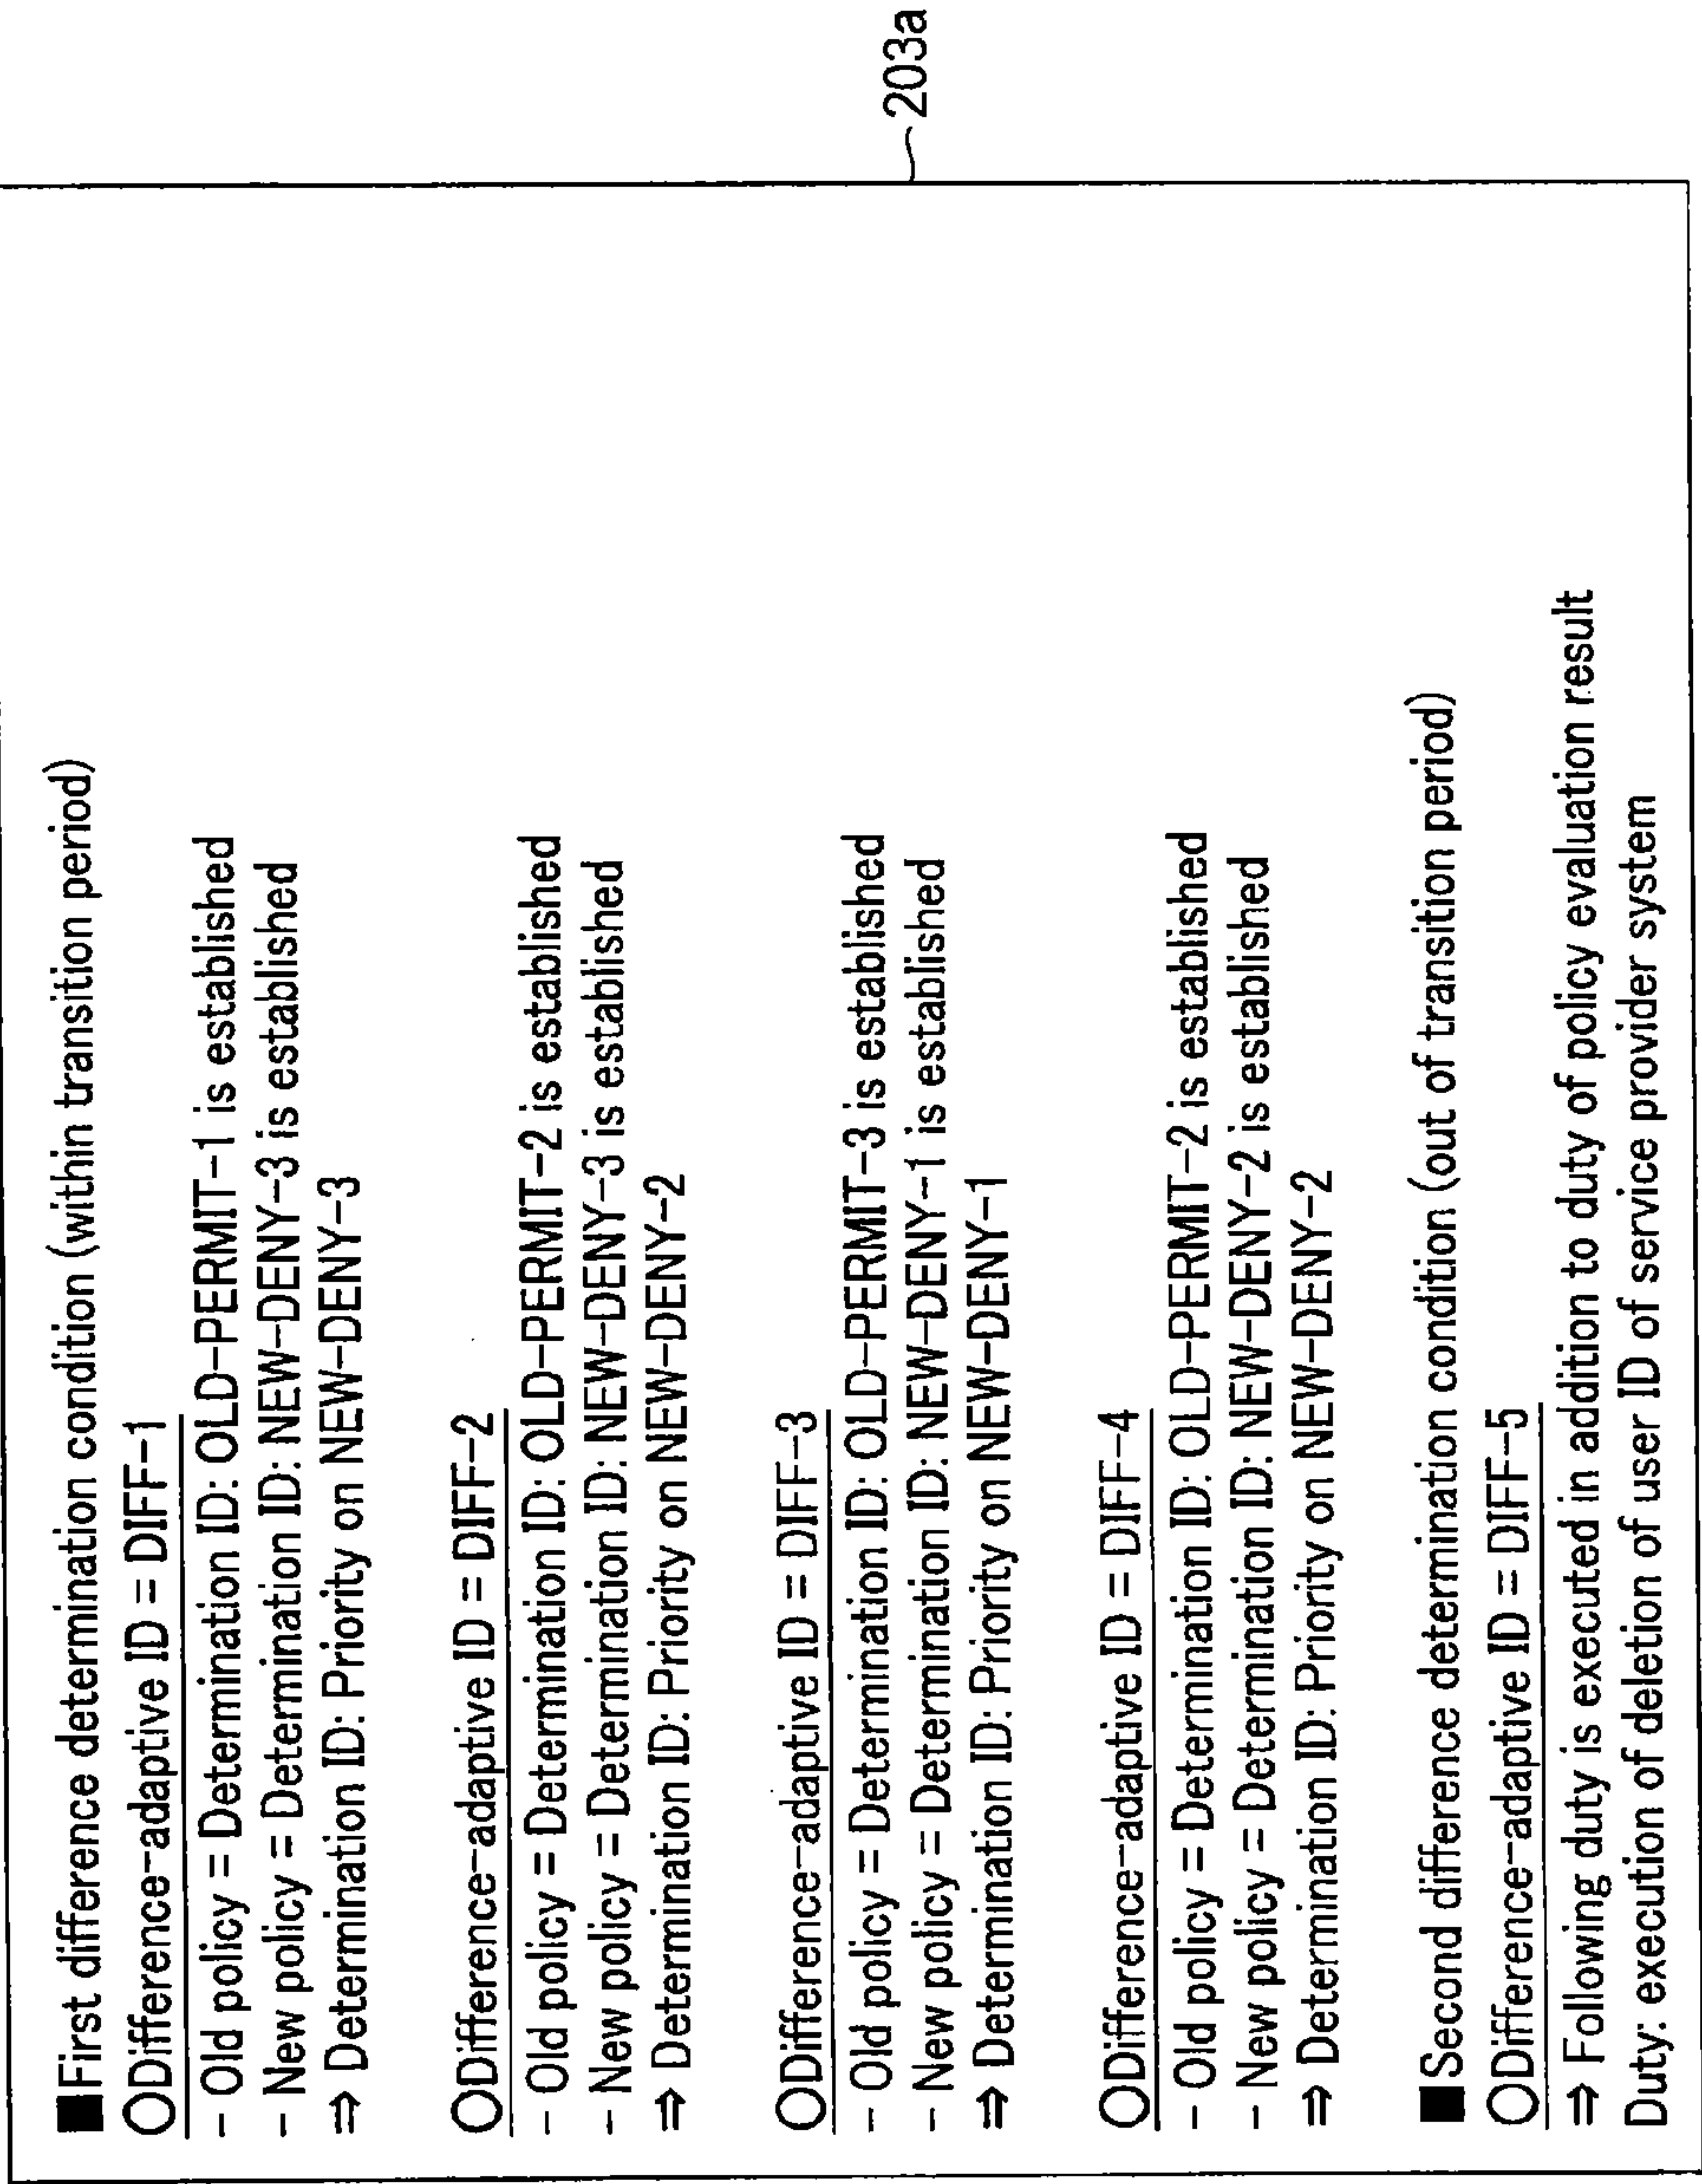 ■First difference determination condition (within transition period)
○Difference-adaptive ID = DIFF-1
- Old policy = Determination ID: OLD-PERMIT-1 is established
- New policy = Determination ID: NEW-DENY-3 is established
⇒ Determination ID: Priority on NEW-DENY-3
○Difference-adaptive ID = DIFF-2
- Old policy = Determination ID: OLD-PERMIT-2 is established
- New policy = Determination ID: NEW-DENY-3 is established
⇒ Determination ID: Priority on NEW-DENY-2
○Difference-adaptive ID = DIFF-3
- Old policy = Determination ID: OLD-PERMIT-3 is established
- New policy = Determination ID: NEW-DENY-1 is established
⇒ Determination ID: Priority on NEW-DENY-1
○Difference-adaptive ID = DIFF-4
- Old policy = Determination ID: OLD-PERMIT-2 is established
- New policy = Determination ID: NEW-DENY-2 is established
⇒ Determination ID: Priority on NEW-DENY-2
■Second difference determination condition (out of transition period)
○Difference-adaptive ID = DIFF-5
⇒ Following duty is executed in addition to duty of policy evaluation result
Duty: execution of deletion of user ID of service provider system
203a